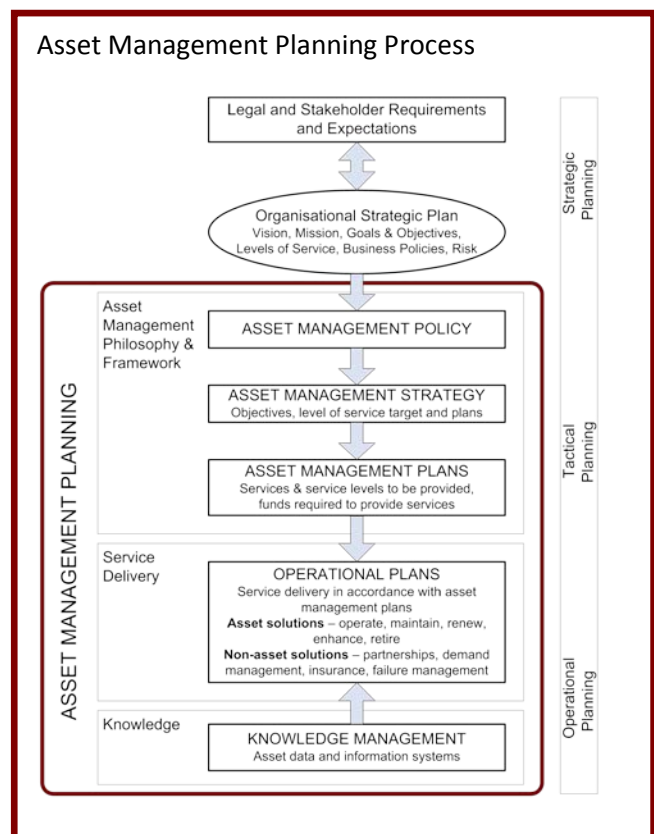 Asset Management Planning Process
Legal and Stakeholder Requirements
and Expectations
Organisational Strategic Plan
Vision, Mission, Goals & Objectives,
Levels of Service, Business Policies, Risk
Strategic
Planning
ASSET MANAGEMENT PLANNING
Asset
Management
Philosophy &
Framework
ASSET MANAGEMENT POLICY
ASSET MANAGEMENT STRATEGY
Objectives, level of service target and plans
ASSET MANAGEMENT PLANS
Services & service levels to be provided,
funds required to provide services
Tactical
Planning
Service
Delivery
OPERATIONAL PLANS
Service delivery in accordance with asset
management plans
Asset solutions – operate, maintain, renew,
enhance, retire
Non-asset solutions – partnerships, demand
management, insurance, failure management
Operational
Planning
Knowledge
KNOWLEDGE MANAGEMENT
Asset data and information systems